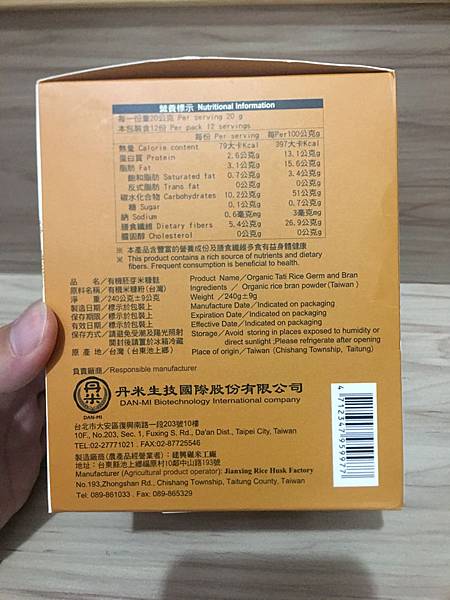 營養標示 Nutritional Information
每一份量20公克 Per serving 20 g
本包裝含12份 Per pack 12 servings
每份 Per serving 每Per100公克g
熱量 Calorie content 79大卡Kcal 397大卡Kcal
蛋白質 Protein 2.6公克g 13.1公克g
脂肪 Fat 3.1公克g 15.6公克g
飽和脂肪 Saturated fat 0.7公克g 3.4公克g
反式脂肪 Trans fat 0公克g 0公克g
碳水化合物 Carbohydrates 10.2公克g 51公克g
糖 Sugar 0.1公克g 0.7公克g
鈉 Sodium 0.6毫克mg 3毫克mg
膳食纖維 Dietary fibers 5.4公克g 26.9公克g
膽固醇 Cholesterol 0公克g 0公克g
※ 本產品含豐富的營養成份及膳食纖維多食有益身體健康
※ This product contains a rich source of nutrients and dietary
fibers. Frequent consumption is beneficial to health.
品 名/有機胚芽米糠麩 Product Name/Organic Tati Rice Germ and Bran
原料名稱/有機米糠粉(台灣) Ingredients / Organic rice bran powder(Taiwan)
淨 重/240公克±9公克 Weight /240g±9g
製造日期/標示於包裝上 Manufacture Date/Indicated on packaging
保存期限/標示於包裝上 Expiration Date/Indicated on packaging
有效日期/標示於包裝上 Effective Date/Indicated on packaging
保存方式/請避免受潮及陽光照射 Storage/Avoid storing in places exposed to humidity or
開封後請置於冰箱冷藏 direct sunlight ;Please refrigerate after opening
原 產 地/台灣(台東池上鄉) Place of origin/Taiwan (Chishang Township, Taitung)
負責廠商/Responsible manufacturer
丹米
DAN-MI
丹米生技國際股份有限公司
DAN-MI Biotechnology International company
台北市大安區復興南路一段203號10樓
10F., No.203, Sec. 1, Fuxing S. Rd., Da'an Dist., Taipei City, Taiwan
TEL:02-27771021 . FAX:02-87725546
製造廠商(農產品經營業者):建興碾米工廠
地址:台東縣池上鄉福原村10鄰中山路193號
Manufacturer (Agricultural product operator): Jianxing Rice Husk Factory
No.193,Zhongshan Rd., Chishang Township, Taitung County, Taiwan
Tel: 089-861033 . Fax: 089-865329
4 712347 959977